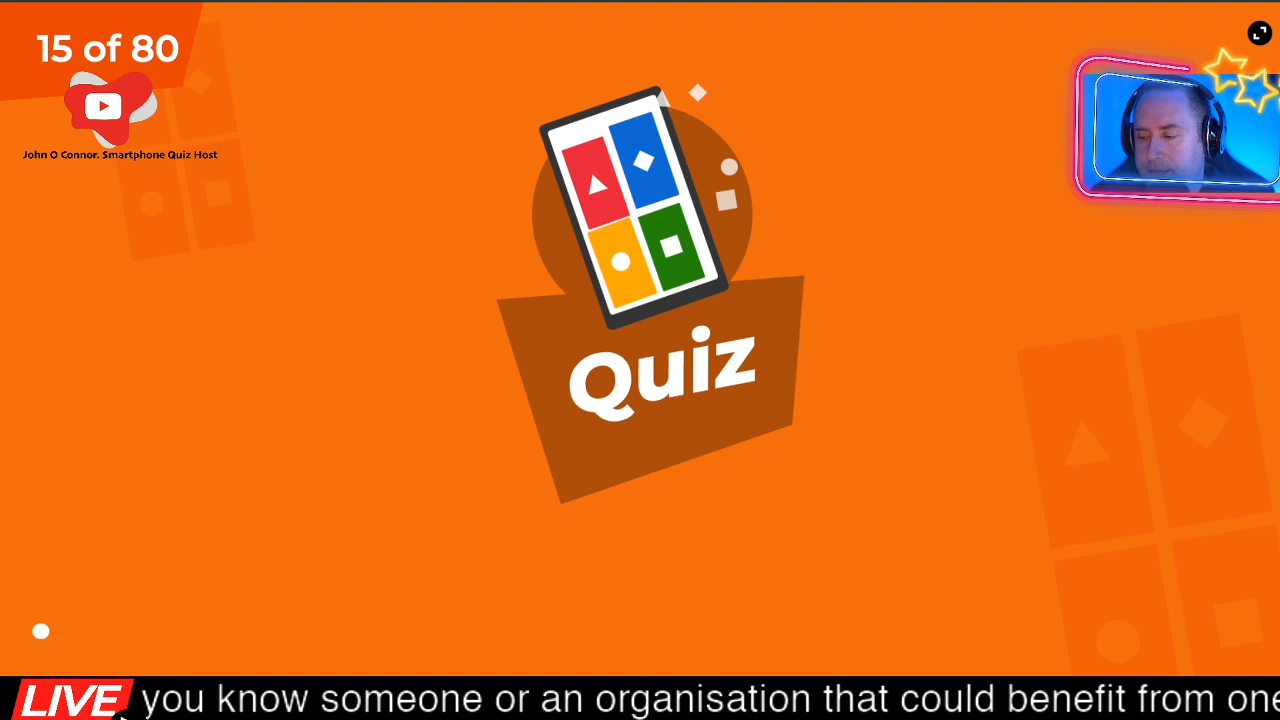 15 of 80
John O Connor. Smartphone Quiz Host
Quiz
LIVE
you know someone or an organisation that could benefit from one